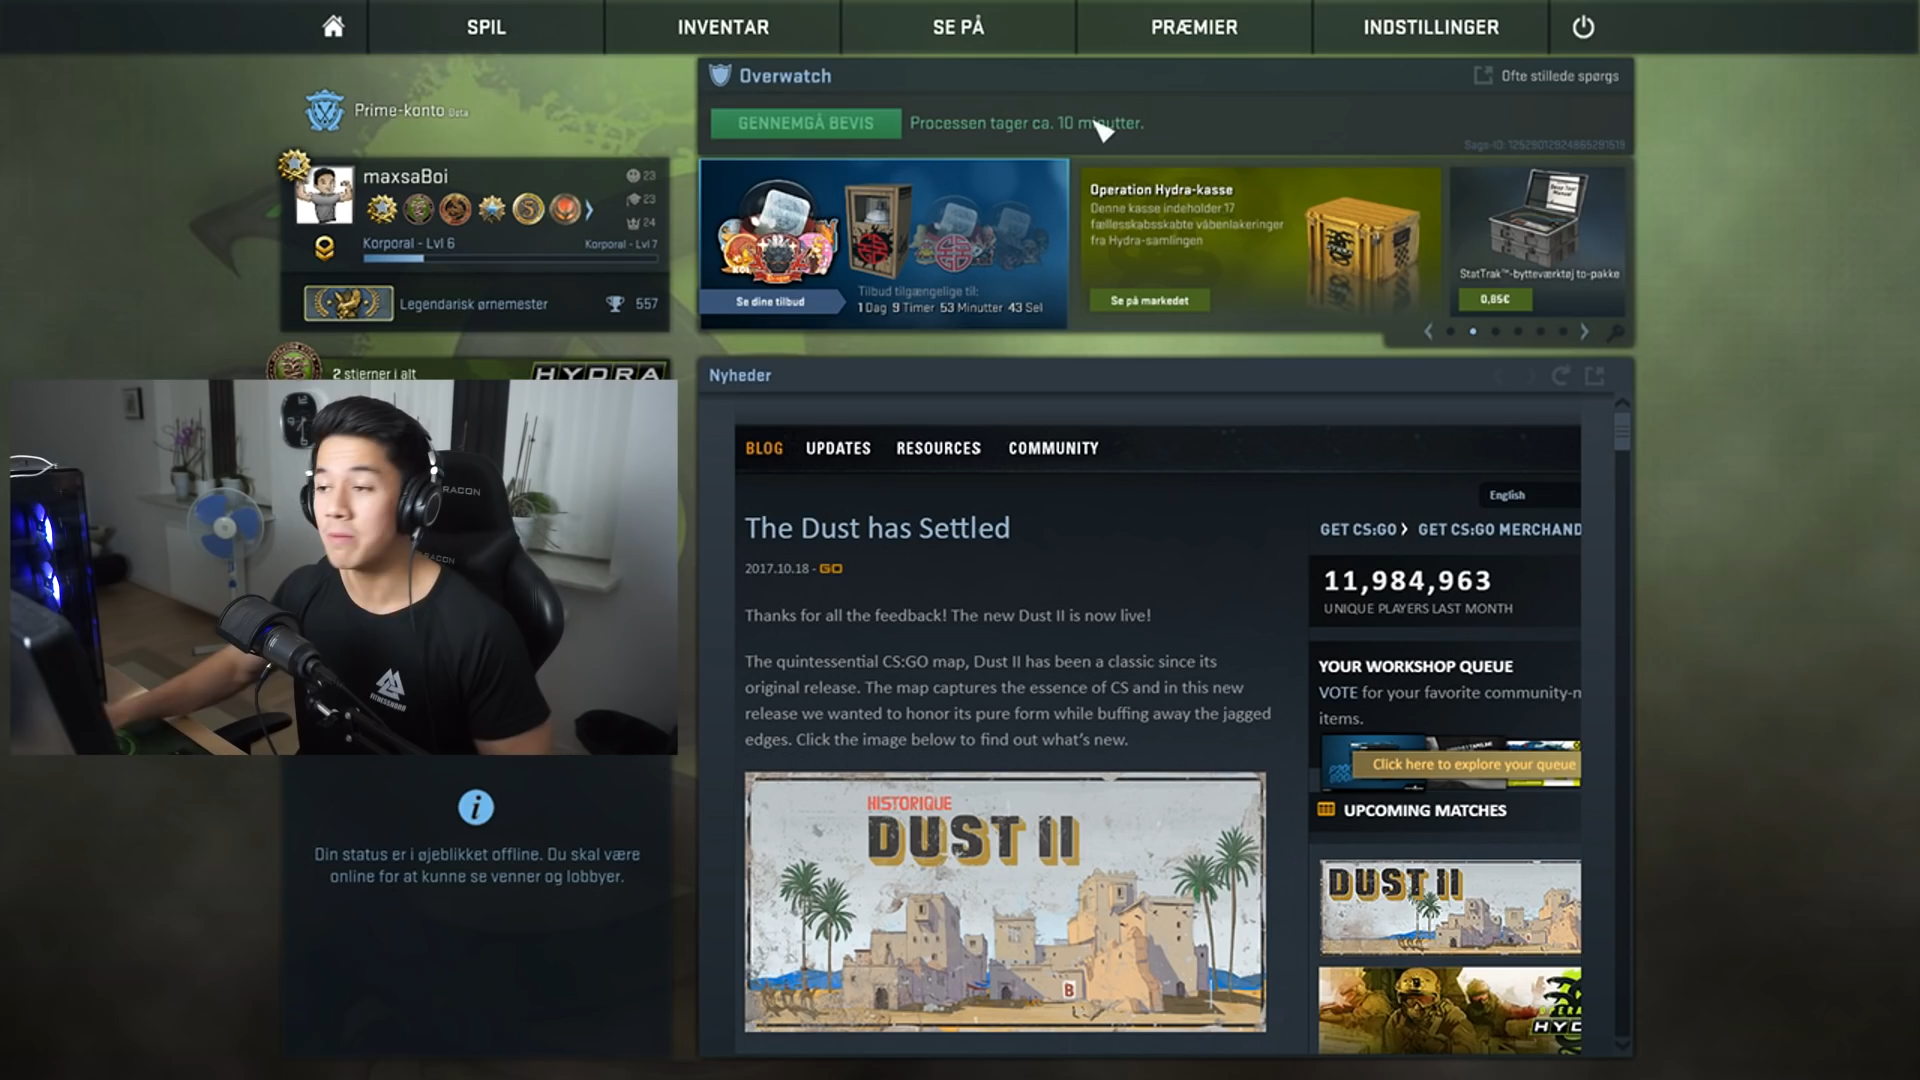 SPIL
INVENTAR
SE PÅ
PRÆMIER
INDSTILLINGER
Prime-konto Beta
Overwatch
Ofte stillede spørgs
GENNEMGÅ BEVIS
Processen tager ca. 10 minutter.
maxsaBoi
23
23
24
Korporal - Lvl 6
Korporal - Lvl 7
Legendarisk ørnemester
557
2 stjerner i alt
HYDRA
Se dine tilbud
Tilbud tilgængelige til:
1 Dag 9 Timer 53 Minutter 43 Sel
Operation Hydra-kasse
Denne kasse indeholder 17
fællesskabsskabte våbenlakeringer
fra Hydra-samlingen
Se på markedet
StatTrak™-bytteværktøj to-pakke
0,85€
Nyheder
BLOG
UPDATES
RESOURCES
COMMUNITY
English
The Dust has Settled
2017.10.18 - GO
Thanks for all the feedback! The new Dust II is now live!
The quintessential CS:GO map, Dust II has been a classic since its
original release. The map captures the essence of CS and in this new
release we wanted to honor its pure form while buffing away the jagged
edges. Click the image below to find out what's new.
HISTORIQUE
DUST II
B
GET CS:GO
GET CS:GO MERCHAND
11,984,963
UNIQUE PLAYERS LAST MONTH
YOUR WORKSHOP QUEUE
VOTE for your favorite community-m
items.
Click here to explore your queue
UPCOMING MATCHES
DUST II
HYD
RACON
RACON
FITNESSNORD
Din status er i øjeblikket offline. Du skal være
online for at kunne se venner og lobbyer.